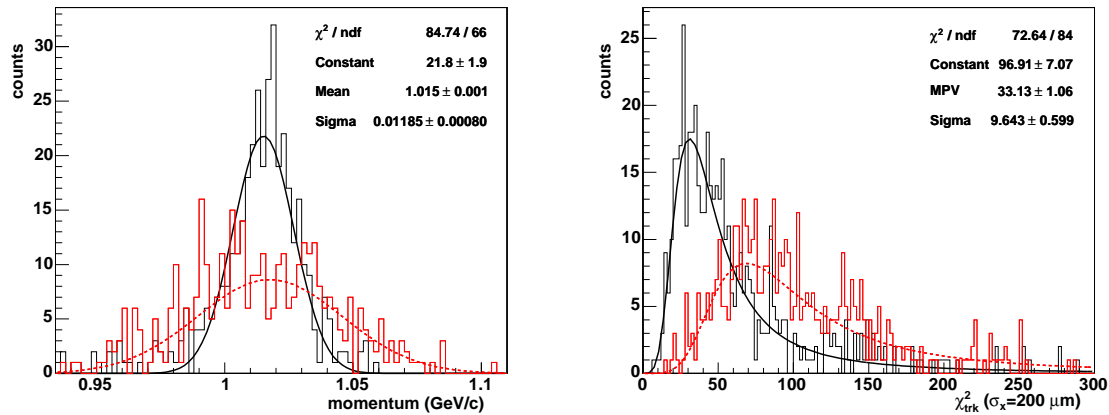 χ² / ndf 84.74 / 66
Constant 21.8 ± 1.9
Mean 1.015 ± 0.001
Sigma 0.01185 ± 0.00080
counts
30
25
20
15
10
5
0
0.95 1 1.05 1.1
momentum (GeV/c)
χ² / ndf 72.64 / 84
Constant 96.91 ± 7.07
MPV 33.13 ± 1.06
Sigma 9.643 ± 0.599
counts
25
20
15
10
5
0
0 50 100 150 200 250 300
χ²trk (σx=200 μm)